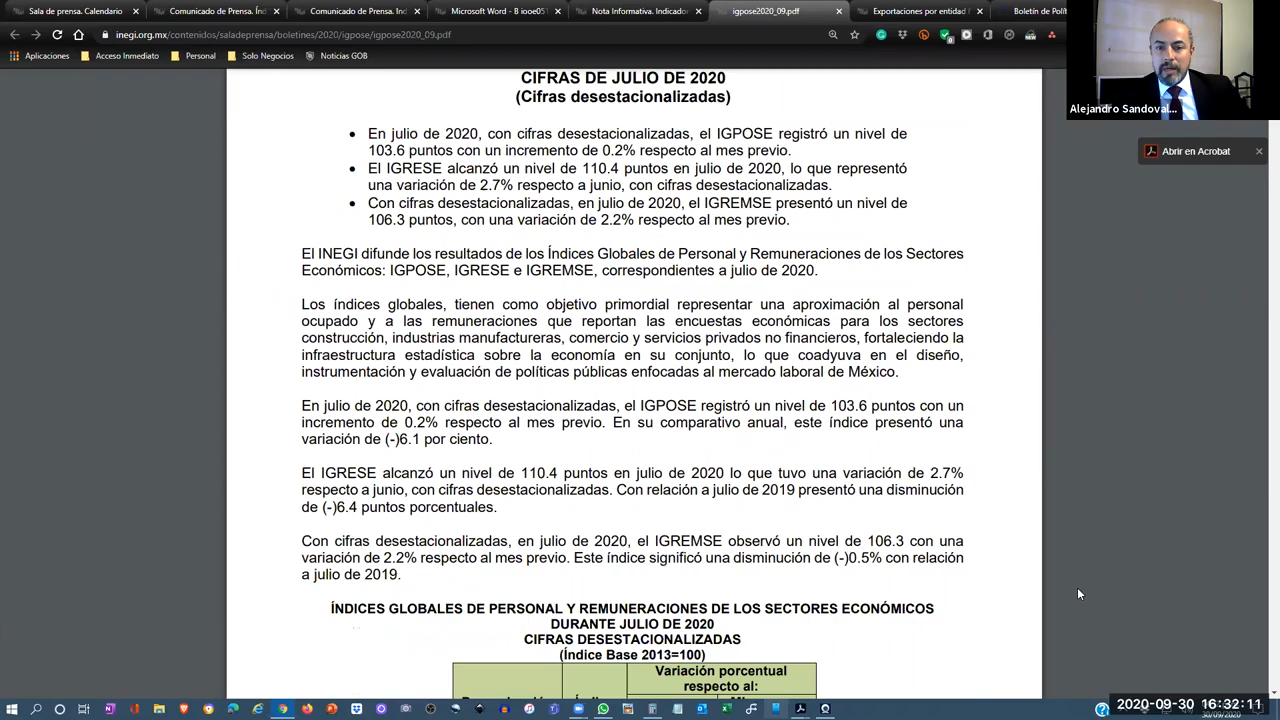 Sala de prensa. Calendario
Comunicado de Prensa. Índ
Comunicado de Prensa. Ind
Microsoft Word - B iooe05
Nota Informativa. Indicador
igpose2020_09.pdf
Exportaciones por entidad
Boletín de Polí
inegi.org.mx/contenidos/saladeprensa/boletines/2020/igpose/igpose2020_09.pdf
Aplicaciones
Acceso Inmediato
Personal
Solo Negocios
Noticias GOB
Alejandro Sandoval...
Abrir en Acrobat
CIFRAS DE JULIO DE 2020
(Cifras desestacionalizadas)
• En julio de 2020, con cifras desestacionalizadas, el IGPOSE registró un nivel de
103.6 puntos con un incremento de 0.2% respecto al mes previo.
• El IGRESE alcanzó un nivel de 110.4 puntos en julio de 2020, lo que representó
una variación de 2.7% respecto a junio, con cifras desestacionalizadas.
• Con cifras desestacionalizadas, en julio de 2020, el IGREMSE presentó un nivel de
106.3 puntos, con una variación de 2.2% respecto al mes previo.
El INEGI difunde los resultados de los Índices Globales de Personal y Remuneraciones de los Sectores
Económicos: IGPOSE, IGRESE e IGREMSE, correspondientes a julio de 2020.
Los índices globales, tienen como objetivo primordial representar una aproximación al personal
ocupado y a las remuneraciones que reportan las encuestas económicas para los sectores
construcción, industrias manufactureras, comercio y servicios privados no financieros, fortaleciendo la
infraestructura estadística sobre la economía en su conjunto, lo que coadyuva en el diseño,
instrumentación y evaluación de políticas públicas enfocadas al mercado laboral de México.
En julio de 2020, con cifras desestacionalizadas, el IGPOSE registró un nivel de 103.6 puntos con un
incremento de 0.2% respecto al mes previo. En su comparativo anual, este índice presentó una
variación de (-)6.1 por ciento.
El IGRESE alcanzó un nivel de 110.4 puntos en julio de 2020 lo que tuvo una variación de 2.7%
respecto a junio, con cifras desestacionalizadas. Con relación a julio de 2019 presentó una disminución
de (-)6.4 puntos porcentuales.
Con cifras desestacionalizadas, en julio de 2020, el IGREMSE observó un nivel de 106.3 con una
variación de 2.2% respecto al mes previo. Este índice significó una disminución de (-)0.5% con relación
a julio de 2019.
ÍNDICES GLOBALES DE PERSONAL Y REMUNERACIONES DE LOS SECTORES ECONÓMICOS
DURANTE JULIO DE 2020
CIFRAS DESESTACIONALIZADAS
(Índice Base 2013=100)
Variación porcentual
respecto al:
2020-09-30 16:32:11
30/09/2020